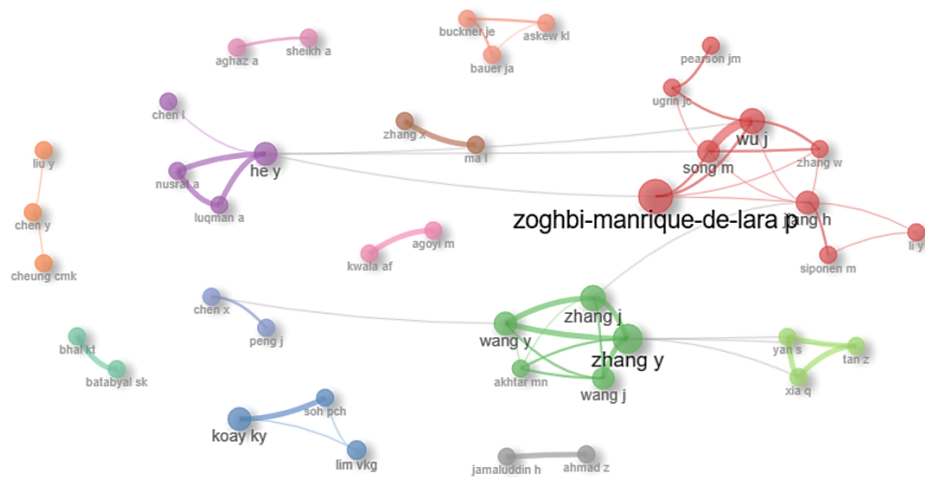 buckner je
askew kl
sheikh a
aghaz a
bauer ja
pearson jm
ugrin jc
chen l
zhang x
wu j
liu y
ma l
song m
zhang w
he y
nusrat a
luqman a
zoghbi-manrique-de-lara p
jiang h
chen y
agoyi m
li y
kwala af
siponen m
cheung cmk
chen x
zhang j
peng j
wang y
yan s
bhal kt
zhang y
tan z
batabyal sk
akhtar mn
wang j
xia q
soh pch
koay ky
lim vkg
jamaluddin h
ahmad z